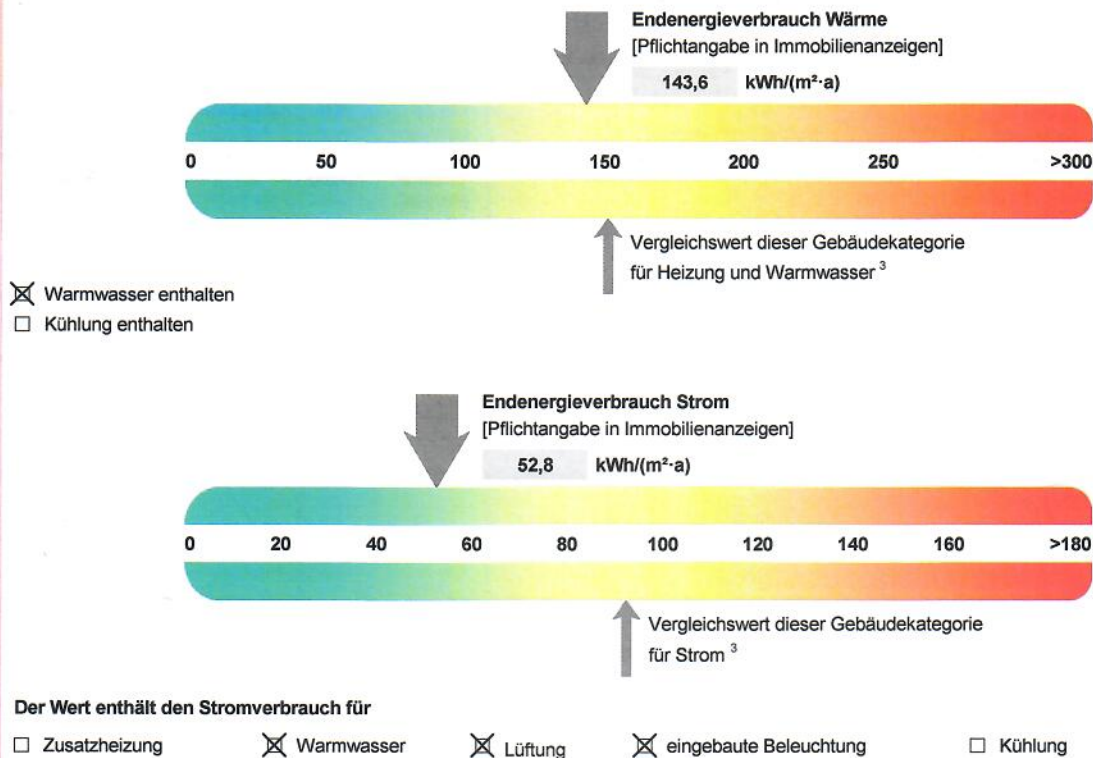 Endenergieverbrauch Wärme
[Pflichtangabe in Immobilienanzeigen]
143,6 kWh/(m²·a)
0 50 100 150 200 250 >300
Vergleichswert dieser Gebäudekategorie
für Heizung und Warmwasser ³
☒ Warmwasser enthalten
☐ Kühlung enthalten
Endenergieverbrauch Strom
[Pflichtangabe in Immobilienanzeigen]
52,8 kWh/(m²·a)
0 20 40 60 80 100 120 140 160 >180
Vergleichswert dieser Gebäudekategorie
für Strom ³
Der Wert enthält den Stromverbrauch für
☐ Zusatzheizung ☒ Warmwasser ☒ Lüftung ☒ eingebaute Beleuchtung ☐ Kühlung